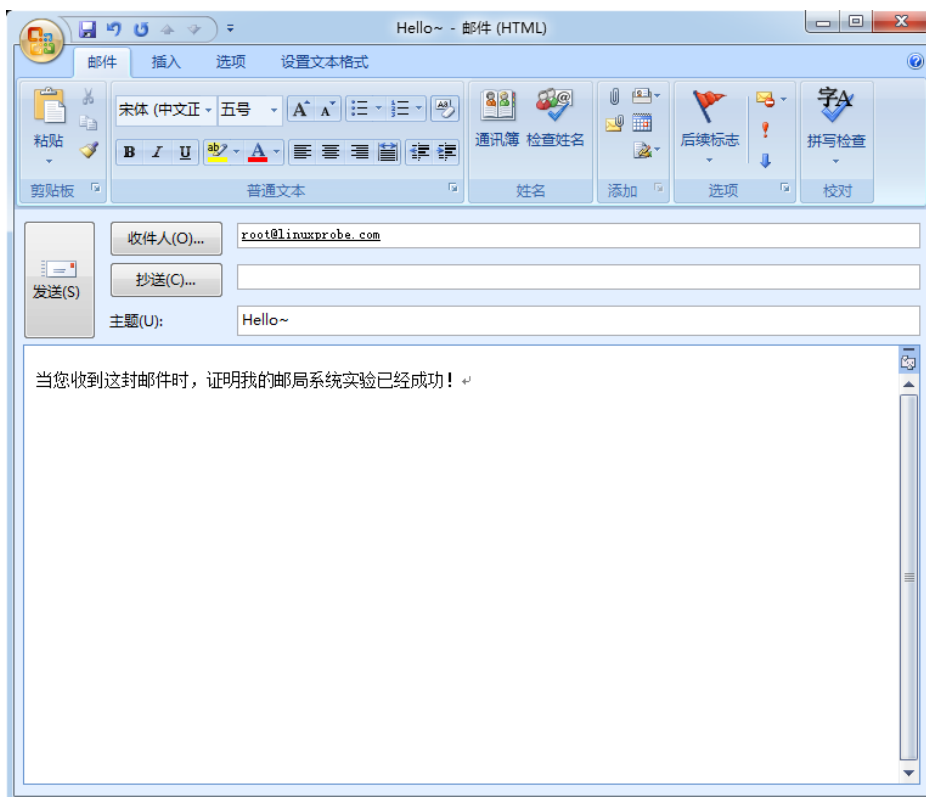 Hello~ - 邮件 (HTML)
邮件 插入 选项 设置文本格式
宋体 (中文正 五号
粘贴
通讯簿 检查姓名
后续标志
拼写检查
剪贴板 普通文本 姓名 添加 选项 校对
收件人(O)... root@linuxprobe.com
抄送(C)...
发送(S)
主题(U): Hello~
当您收到这封邮件时，证明我的邮局系统实验已经成功！